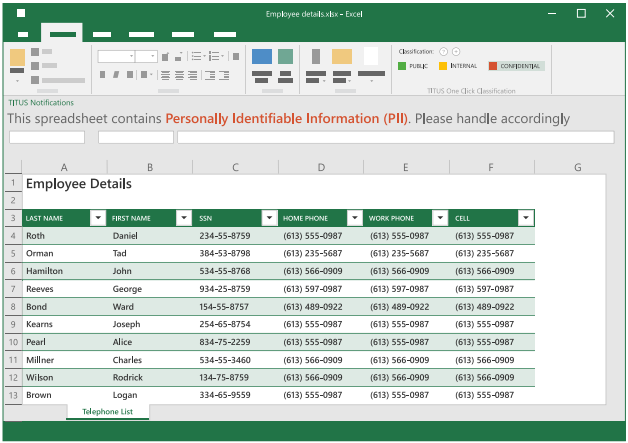 Employee details.xlsx – Excel
Classification:
PUBLIC INTERNAL CONFIDENTIAL
TITUS One Click Classification
TITUS Notifications
This spreadsheet contains Personally Identifiable Information (PII). Please handle accordingly
A B C D E F G
1 Employee Details
2
3 LAST NAME FIRST NAME SSN HOME PHONE WORK PHONE CELL
4 Roth Daniel 234-55-8759 (613) 555-0987 (613) 555-0987 (613) 555-0987
5 Orman Tad 384-53-8798 (613) 235-5687 (613) 235-5687 (613) 235-5687
6 Hamilton John 534-55-8768 (613) 566-0909 (613) 566-0909 (613) 566-0909
7 Reeves George 934-25-8759 (613) 597-0987 (613) 597-0987 (613) 597-0987
8 Bond Ward 154-55-8757 (613) 489-0922 (613) 489-0922 (613) 489-0922
9 Kearns Joseph 254-65-8754 (613) 555-0987 (613) 555-0987 (613) 555-0987
10 Pearl Alice 834-75-2259 (613) 555-0987 (613) 555-0987 (613) 555-0987
11 Millner Charles 534-55-3460 (613) 566-0909 (613) 566-0909 (613) 566-0909
12 Wilson Rodrick 134-75-8759 (613) 566-0909 (613) 566-0909 (613) 566-0909
13 Brown Logan 334-65-9559 (613) 555-0987 (613) 555-0987 (613) 555-0987
Telephone List